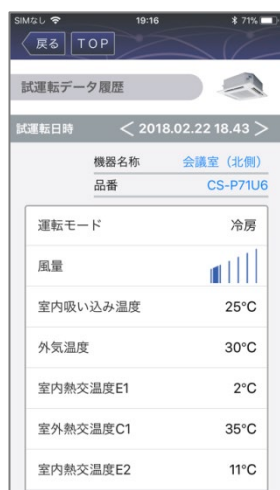 SIMなし 19:16 71%
戻る TOP
試運転データ履歴
試運転日時 < 2018.02.22 18.43 >
機器名称 会議室（北側）
品番 CS-P71U6
運転モード 冷房
風量
室内吸い込み温度 25°C
外気温度 30°C
室内熱交温度E1 2°C
室外熱交温度C1 35°C
室内熱交温度E2 11°C